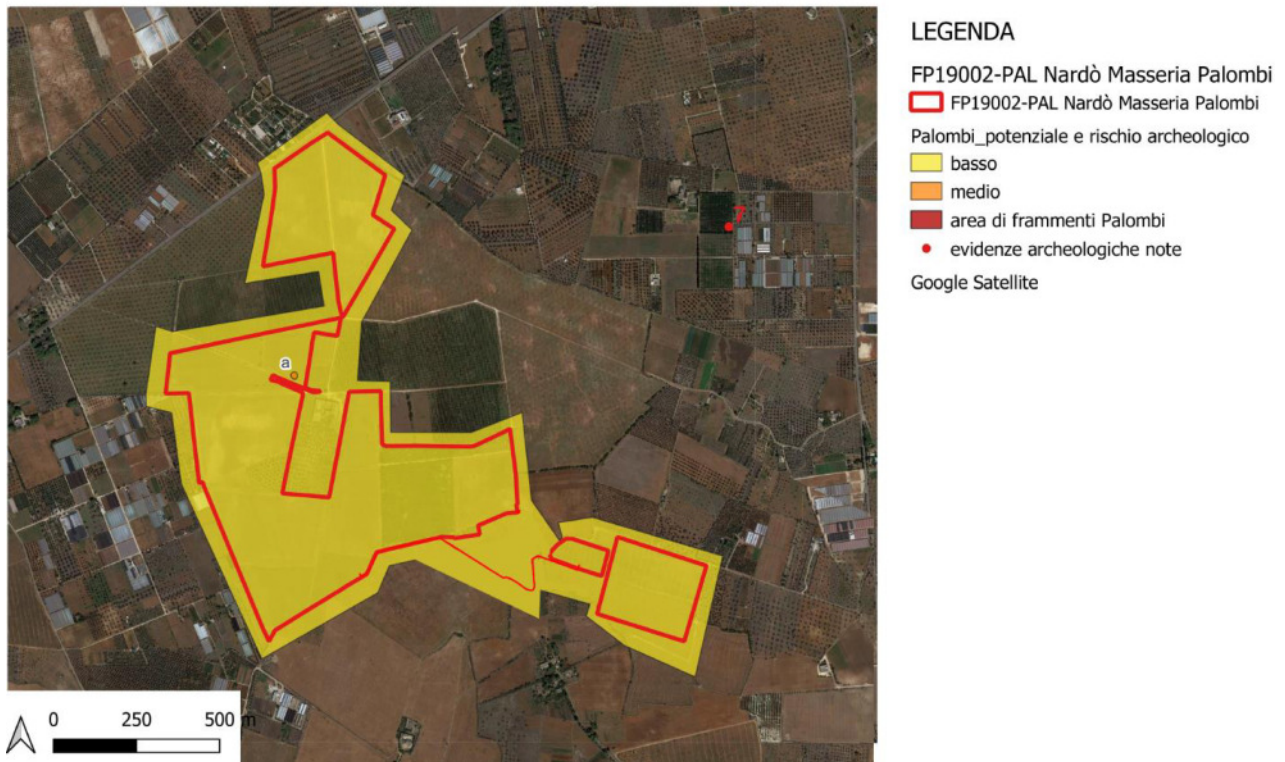 LEGENDA
FP19002-PAL Nardò Masseria Palombi
FP19002-PAL Nardò Masseria Palombi
Palombi_potenziale e rischio archeologico
basso
medio
area di frammenti Palombi
evidenze archeologiche note
Google Satellite
7
a
0 250 500 m